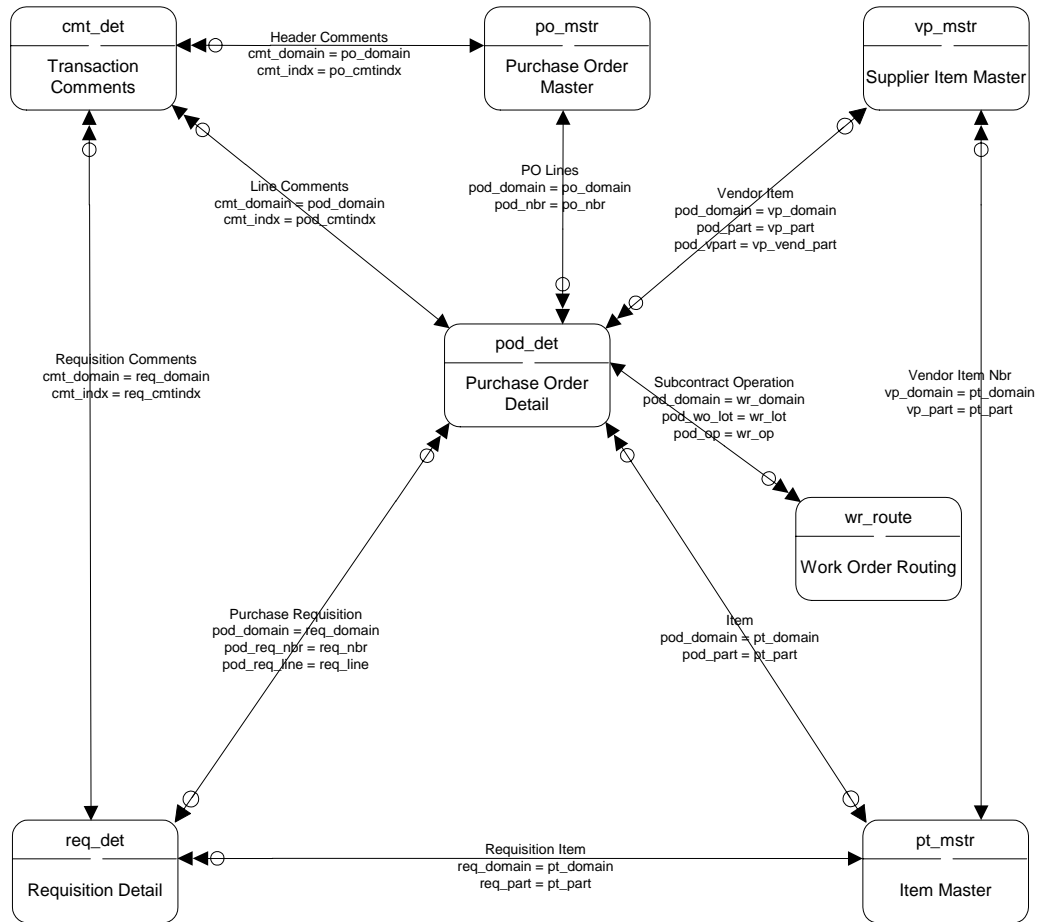 cmt_det
Transaction
Comments
Header Comments
cmt_domain = po_domain
cmt_indx = po_cmtindx
po_mstr
Purchase Order
Master
vp_mstr
Supplier Item Master
Line Comments
cmt_domain = pod_domain
cmt_indx = pod_cmtindx
PO Lines
pod_domain = po_domain
pod_nbr = po_nbr
Vendor Item
pod_domain = vp_domain
pod_part = vp_part
pod_vpart = vp_vend_part
pod_det
Purchase Order
Detail
Requisition Comments
cmt_domain = req_domain
cmt_indx = req_cmtindx
Subcontract Operation
pod_domain = wr_domain
pod_wo_lot = wr_lot
pod_op = wr_op
Vendor Item Nbr
vp_domain = pt_domain
vp_part = pt_part
wr_route
Work Order Routing
Purchase Requisition
pod_domain = req_domain
pod_req_nbr = req_nbr
pod_req_line = req_line
Item
pod_domain = pt_domain
pod_part = pt_part
req_det
Requisition Detail
Requisition Item
req_domain = pt_domain
req_part = pt_part
pt_mstr
Item Master